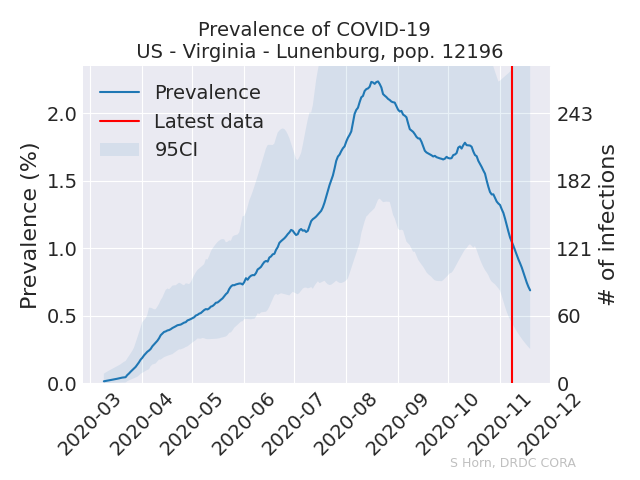 Prevalence of COVID-19
US - Virginia - Lunenburg, pop. 12196
Prevalence
Latest data
95CI
Prevalence (%)
2.0
1.5
1.0
0.5
0.0
243
182
121
60
0
# of infections
2020-03
2020-04
2020-05
2020-06
2020-07
2020-08
2020-09
2020-10
2020-11
2020-12
S Horn, DRDC CORA